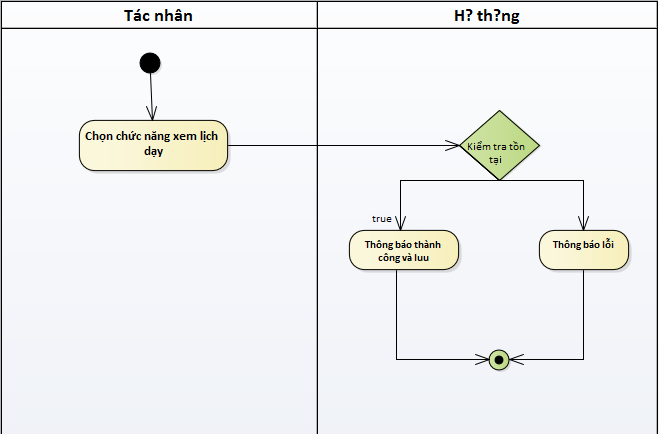 Tác nhân
H? th?ng
Chọn chức năng xem lịch
dạy
Kiểm tra tồn
tại
true
Thông báo thành
công và luu
Thông báo lỗi